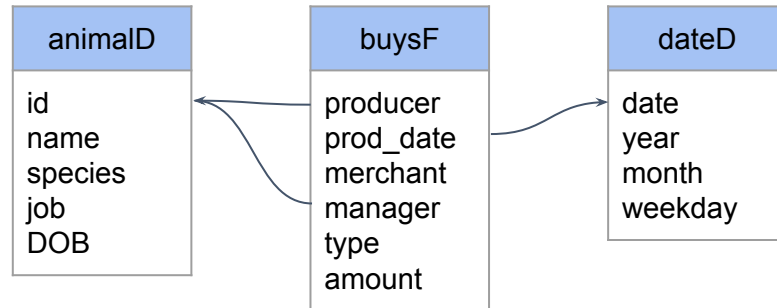 animalD
id
name
species
job
DOB
buysF
producer
prod_date
merchant
manager
type
amount
dateD
date
year
month
weekday